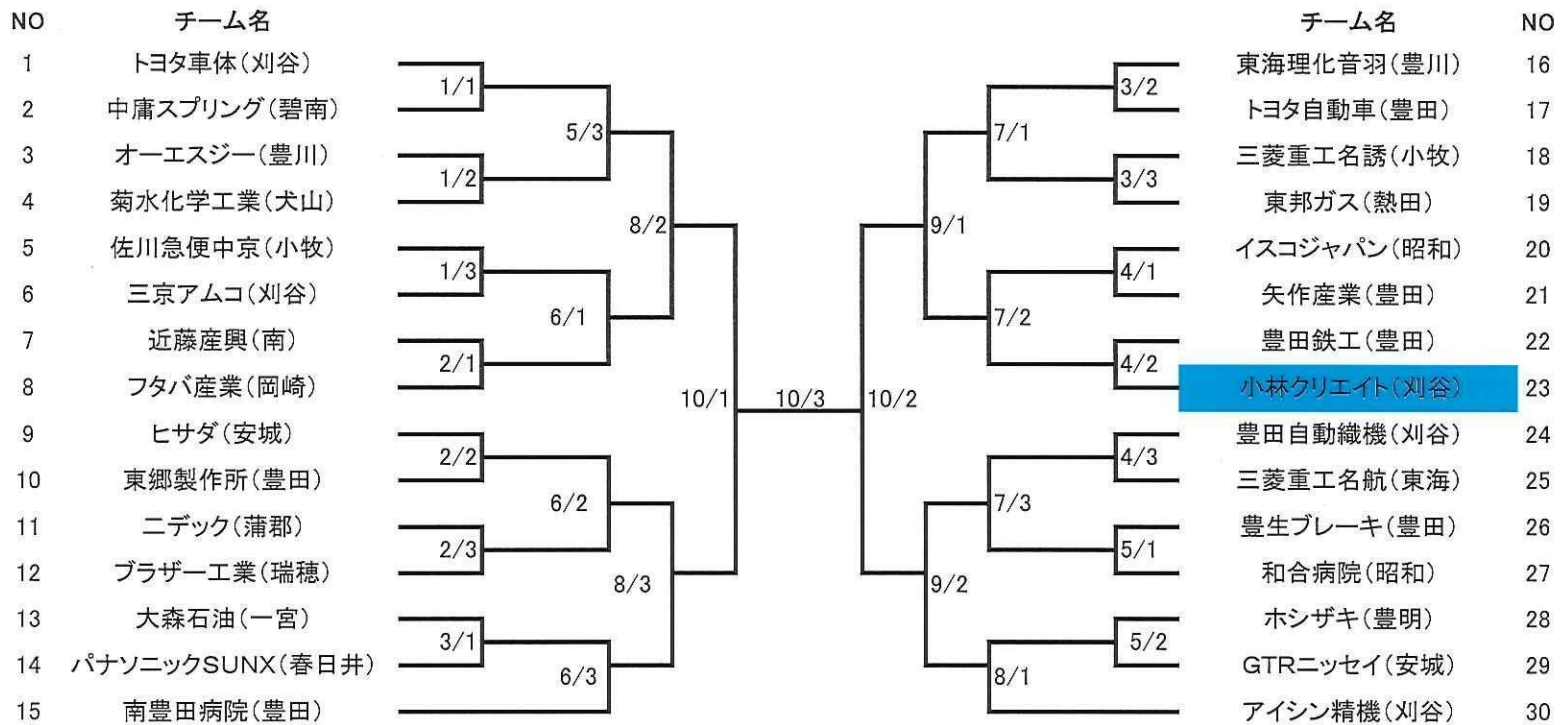 NO チーム名 チーム名 NO
1 トヨタ車体(刈谷) 東海理化音羽(豊川) 16
1/1 3/2
2 中庸スプリング(碧南) トヨタ自動車(豊田) 17
5/3 7/1
3 オーエスジー(豊川) 三菱重工名誘(小牧) 18
1/2 3/3
4 菊水化学工業(犬山) 東邦ガス(熱田) 19
8/2 9/1
5 佐川急便中京(小牧) イスコジャパン(昭和) 20
1/3 4/1
6 三京アムコ(刈谷) 矢作産業(豊田) 21
6/1 7/2
7 近藤産興(南) 豊田鉄工(豊田) 22
2/1 4/2
8 フタバ産業(岡崎) 小林クリエイト(刈谷) 23
10/1 10/3 10/2
9 ヒサダ(安城) 豊田自動織機(刈谷) 24
2/2 4/3
10 東郷製作所(豊田) 三菱重工名航(東海) 25
6/2 7/3
11 ニデック(蒲郡) 豊生ブレーキ(豊田) 26
2/3 5/1
12 ブラザー工業(瑞穂) 和合病院(昭和) 27
8/3 9/2
13 大森石油(一宮) ホシザキ(豊明) 28
3/1 5/2
14 パナソニックSUNX(春日井) GTRニッセイ(安城) 29
6/3 8/1
15 南豊田病院(豊田) アイシン精機(刈谷) 30